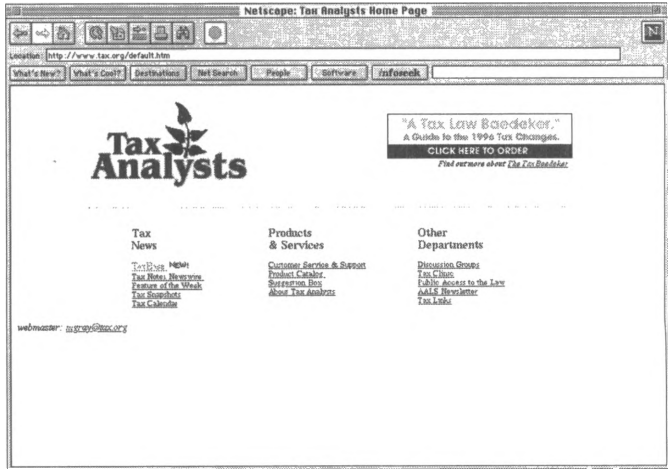 Netscape: Tax Analysts Home Page
N
Location: http://www.tax.org/default.htm
What's New? What's Cool? Destinations Net Search People Software infoseek
Tax
Analysts
"A Tax Law Baedeker."
A Guide to the 1996 Tax Changes.
CLICK HERE TO ORDER
Find out more about The Tax Baedeker
Tax
News
NEW!
Tax Notes Newswire
Feature of the Week
Tax Snapshots
Tax Calendar
Products
& Services
Customer Service & Support
Product Catalog
Suggestion Box
About Tax Analysts
Other
Departments
Discussion Groups
Tax Clinic
Public Access to the Law
AALS Newsletter
Tax Links
webmaster: mgray@tax.org